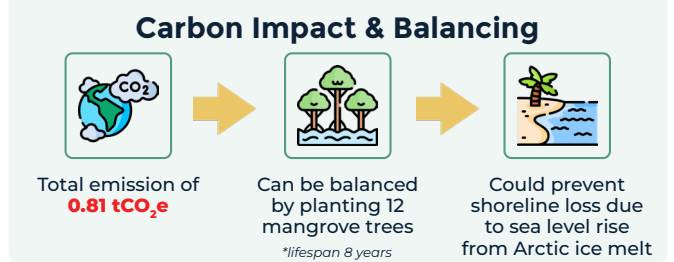 Carbon Impact & Balancing
CO₂
Total emission of
0.81 tCO₂e
Can be balanced
by planting 12
mangrove trees
*lifespan 8 years
Could prevent
shoreline loss due
to sea level rise
from Arctic ice melt